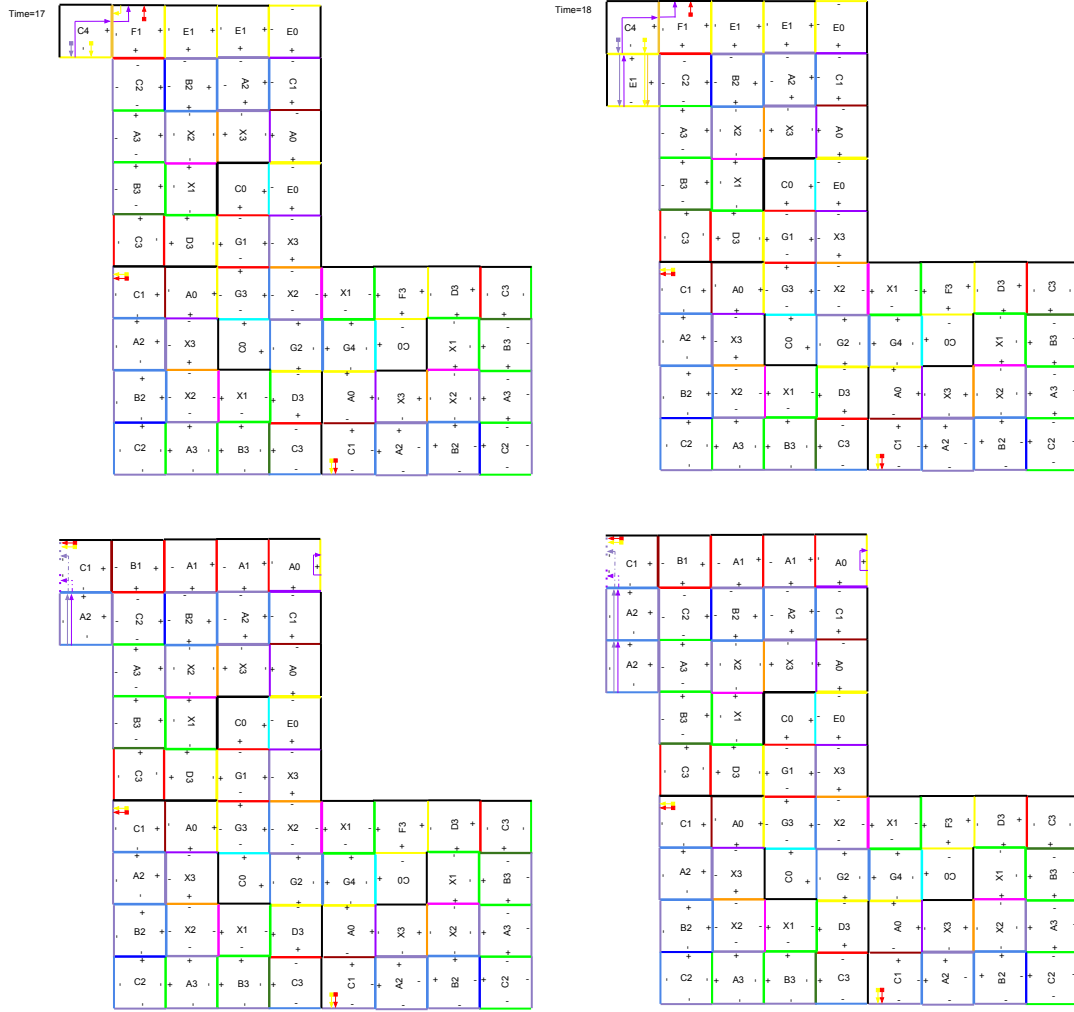 Time=17
C4 F1 E1 E1 E0
C2 B2 A2 C1
A3 X2 X3 A0
B3 X1 C0 E0
C3 D3 G1 X3
C1 A0 G3 X2 X1 F3 D3 C3
A2 X3 C0 G2 G4 C0 X1 B3
B2 X2 X1 D3 A0 X3 X2 A3
C2 A3 B3 C3 C1 A2 B2 C2
Time=18
C4 F1 E1 E1 E0
E1 C2 B2 A2 C1
A3 X2 X3 A0
B3 X1 C0 E0
C3 D3 G1 X3
C1 A0 G3 X2 X1 F3 D3 C3
A2 X3 C0 G2 G4 C0 X1 B3
B2 X2 X1 D3 A0 X3 X2 A3
C2 A3 B3 C3 C1 A2 B2 C2
C1 B1 A1 A1 A0
A2 C2 B2 A2 C1
A3 X2 X3 A0
B3 X1 C0 E0
C3 D3 G1 X3
C1 A0 G3 X2 X1 F3 D3 C3
A2 X3 C0 G2 G4 C0 X1 B3
B2 X2 X1 D3 A0 X3 X2 A3
C2 A3 B3 C3 C1 A2 B2 C2
C1 B1 A1 A1 A0
A2 C2 B2 A2 C1
A2 A3 X2 X3 A0
B3 X1 C0 E0
C3 D3 G1 X3
C1 A0 G3 X2 X1 F3 D3 C3
A2 X3 C0 G2 G4 C0 X1 B3
B2 X2 X1 D3 A0 X3 X2 A3
C2 A3 B3 C3 C1 A2 B2 C2